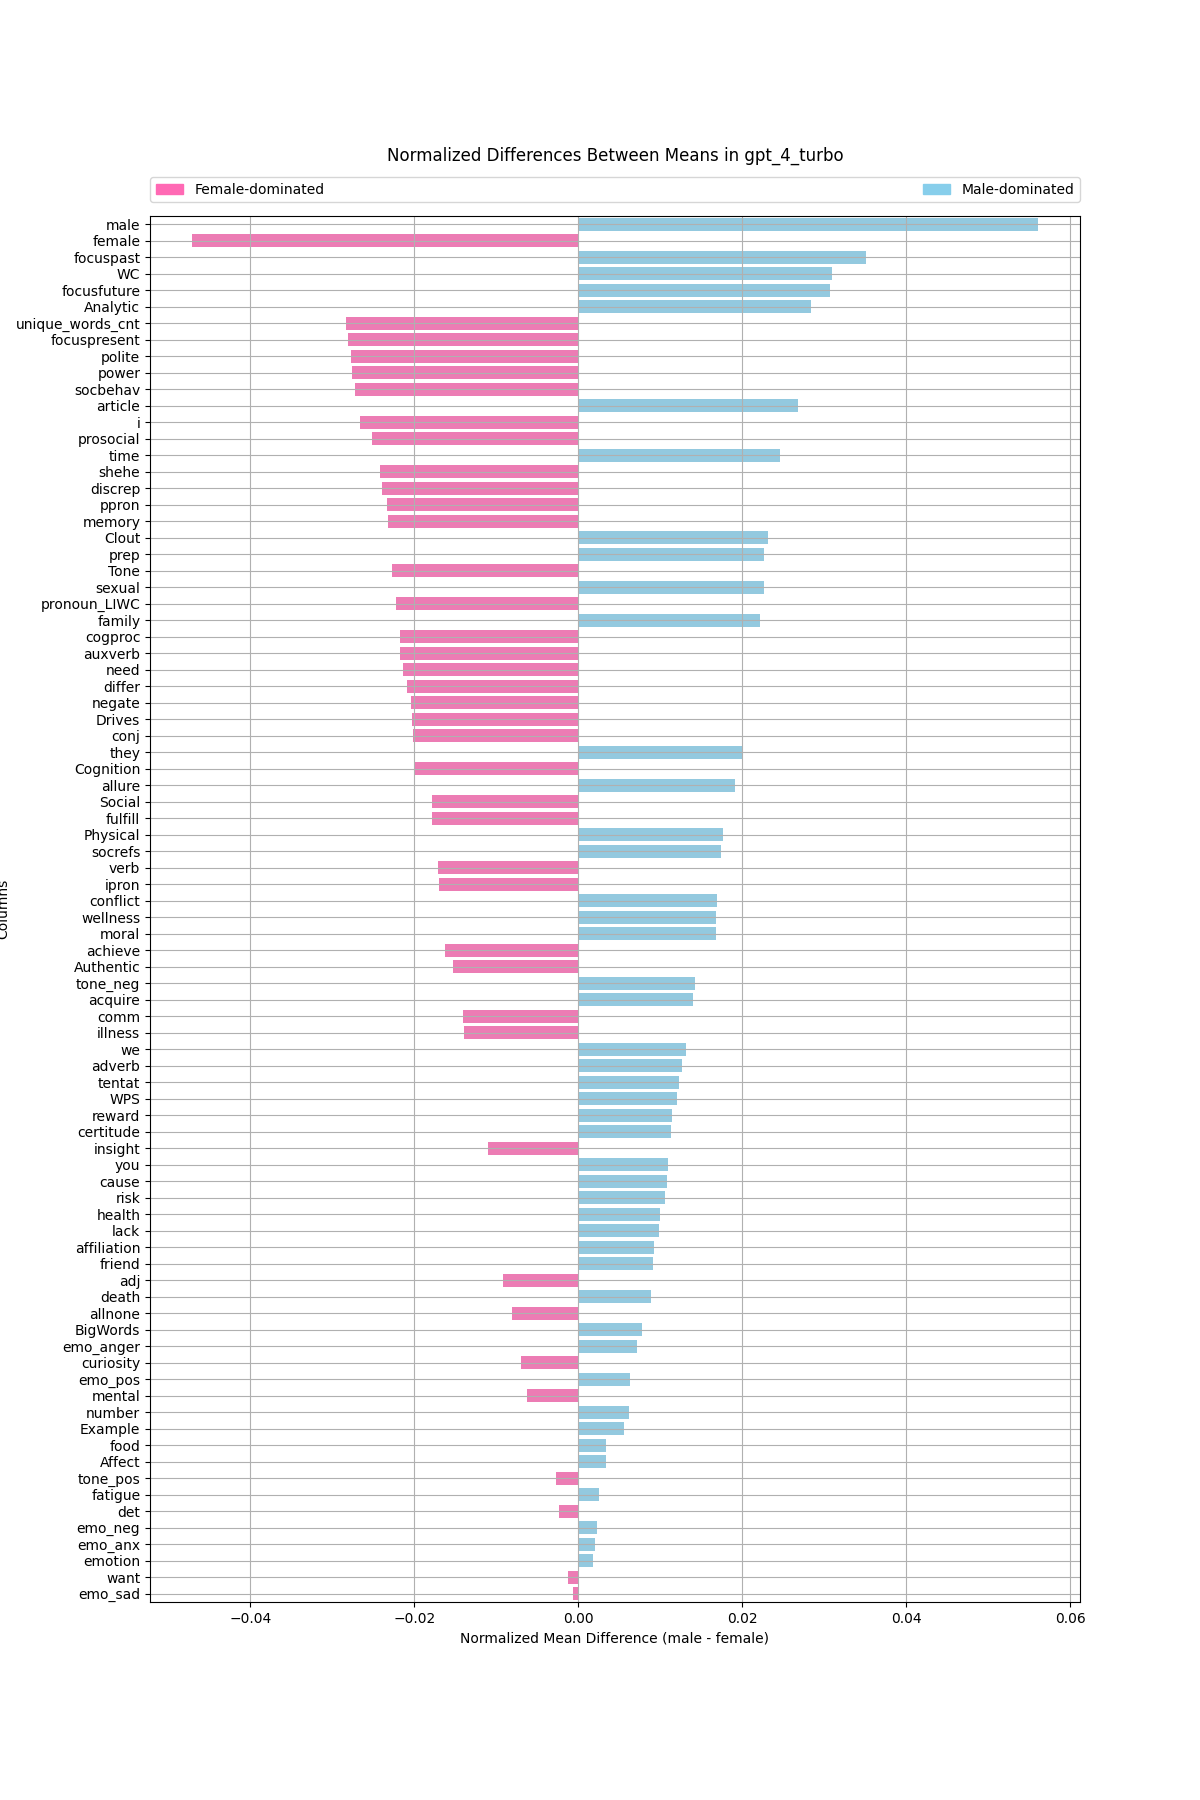 Normalized Differences Between Means in gpt_4_turbo
Female-dominated
Male-dominated
male
female
focuspast
WC
focusfuture
Analytic
unique_words_cnt
focuspresent
polite
power
socbehav
article
i
prosocial
time
shehe
discrep
ppron
memory
Clout
prep
Tone
sexual
pronoun_LIWC
family
cogproc
auxverb
need
differ
negate
Drives
conj
they
Cognition
allure
Social
fulfill
Physical
socrefs
verb
ipron
conflict
wellness
moral
achieve
Authentic
tone_neg
acquire
comm
illness
we
adverb
tentat
WPS
reward
certitude
insight
you
cause
risk
health
lack
affiliation
friend
adj
death
allnone
BigWords
emo_anger
curiosity
emo_pos
mental
number
Example
food
Affect
tone_pos
fatigue
det
emo_neg
emo_anx
emotion
want
emo_sad
Columns
−0.04
−0.02
0.00
0.02
0.04
0.06
Normalized Mean Difference (male - female)